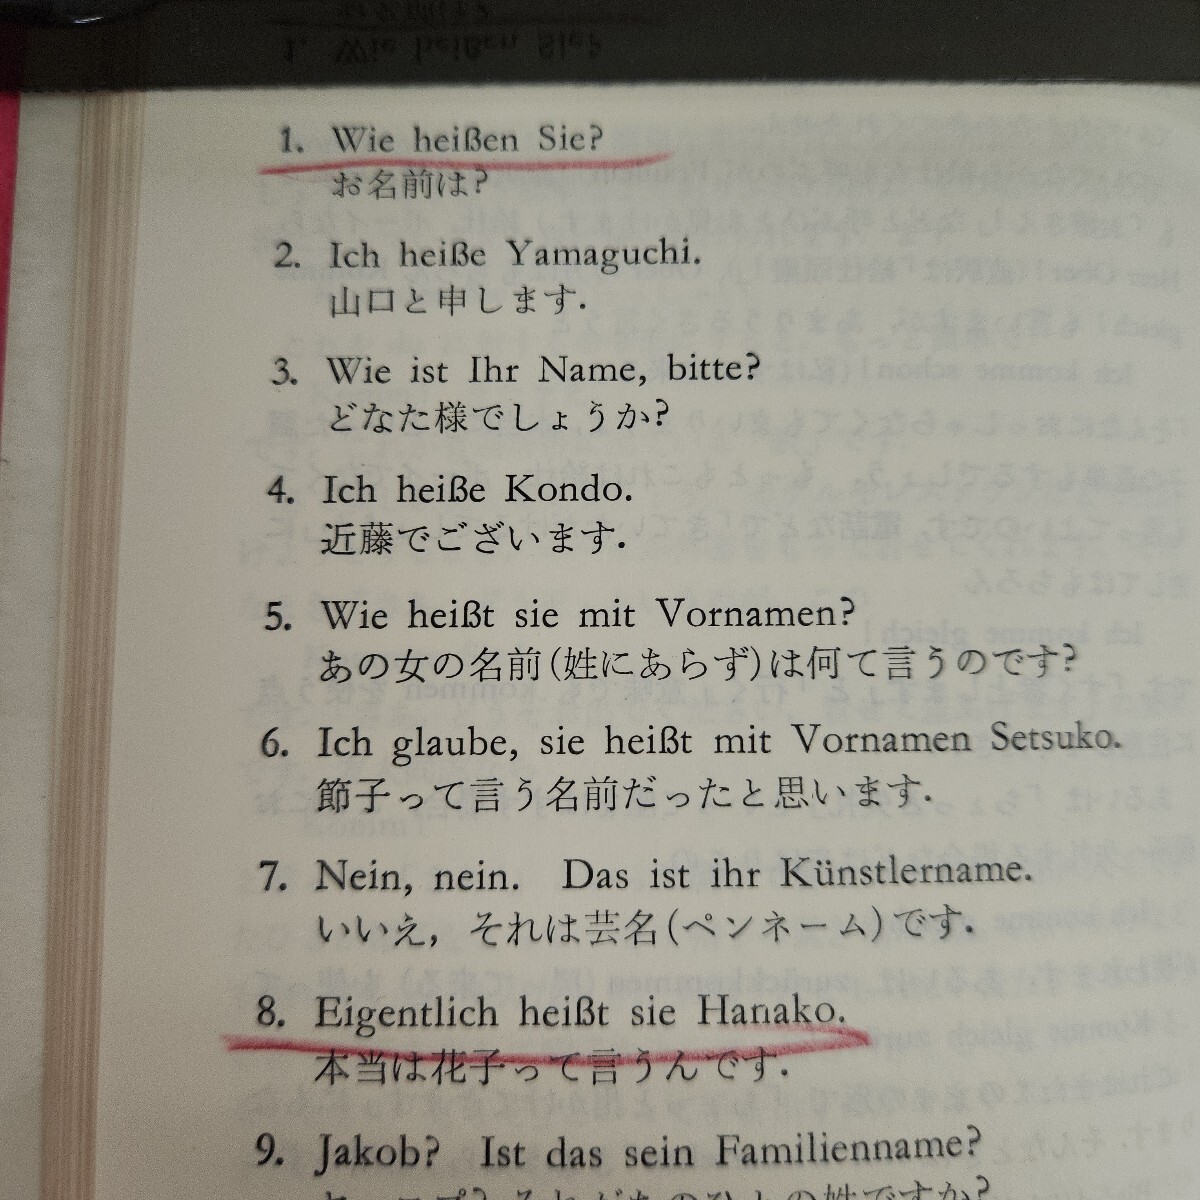 1. Wie heißen Sie?
お名前は?
2. Ich heiße Yamaguchi.
山口と申します.
3. Wie ist Ihr Name, bitte?
どなた様でしょうか?
4. Ich heiße Kondo.
近藤でございます.
5. Wie heißt sie mit Vornamen?
あの女の名前(姓にあらず)は何て言うのです?
6. Ich glaube, sie heißt mit Vornamen Setsuko.
節子って言う名前だったと思います.
7. Nein, nein. Das ist ihr Künstlername.
いいえ, それは芸名(ペンネーム)です.
8. Eigentlich heißt sie Hanako.
本当は花子って言うんです.
9. Jakob? Ist das sein Familienname?